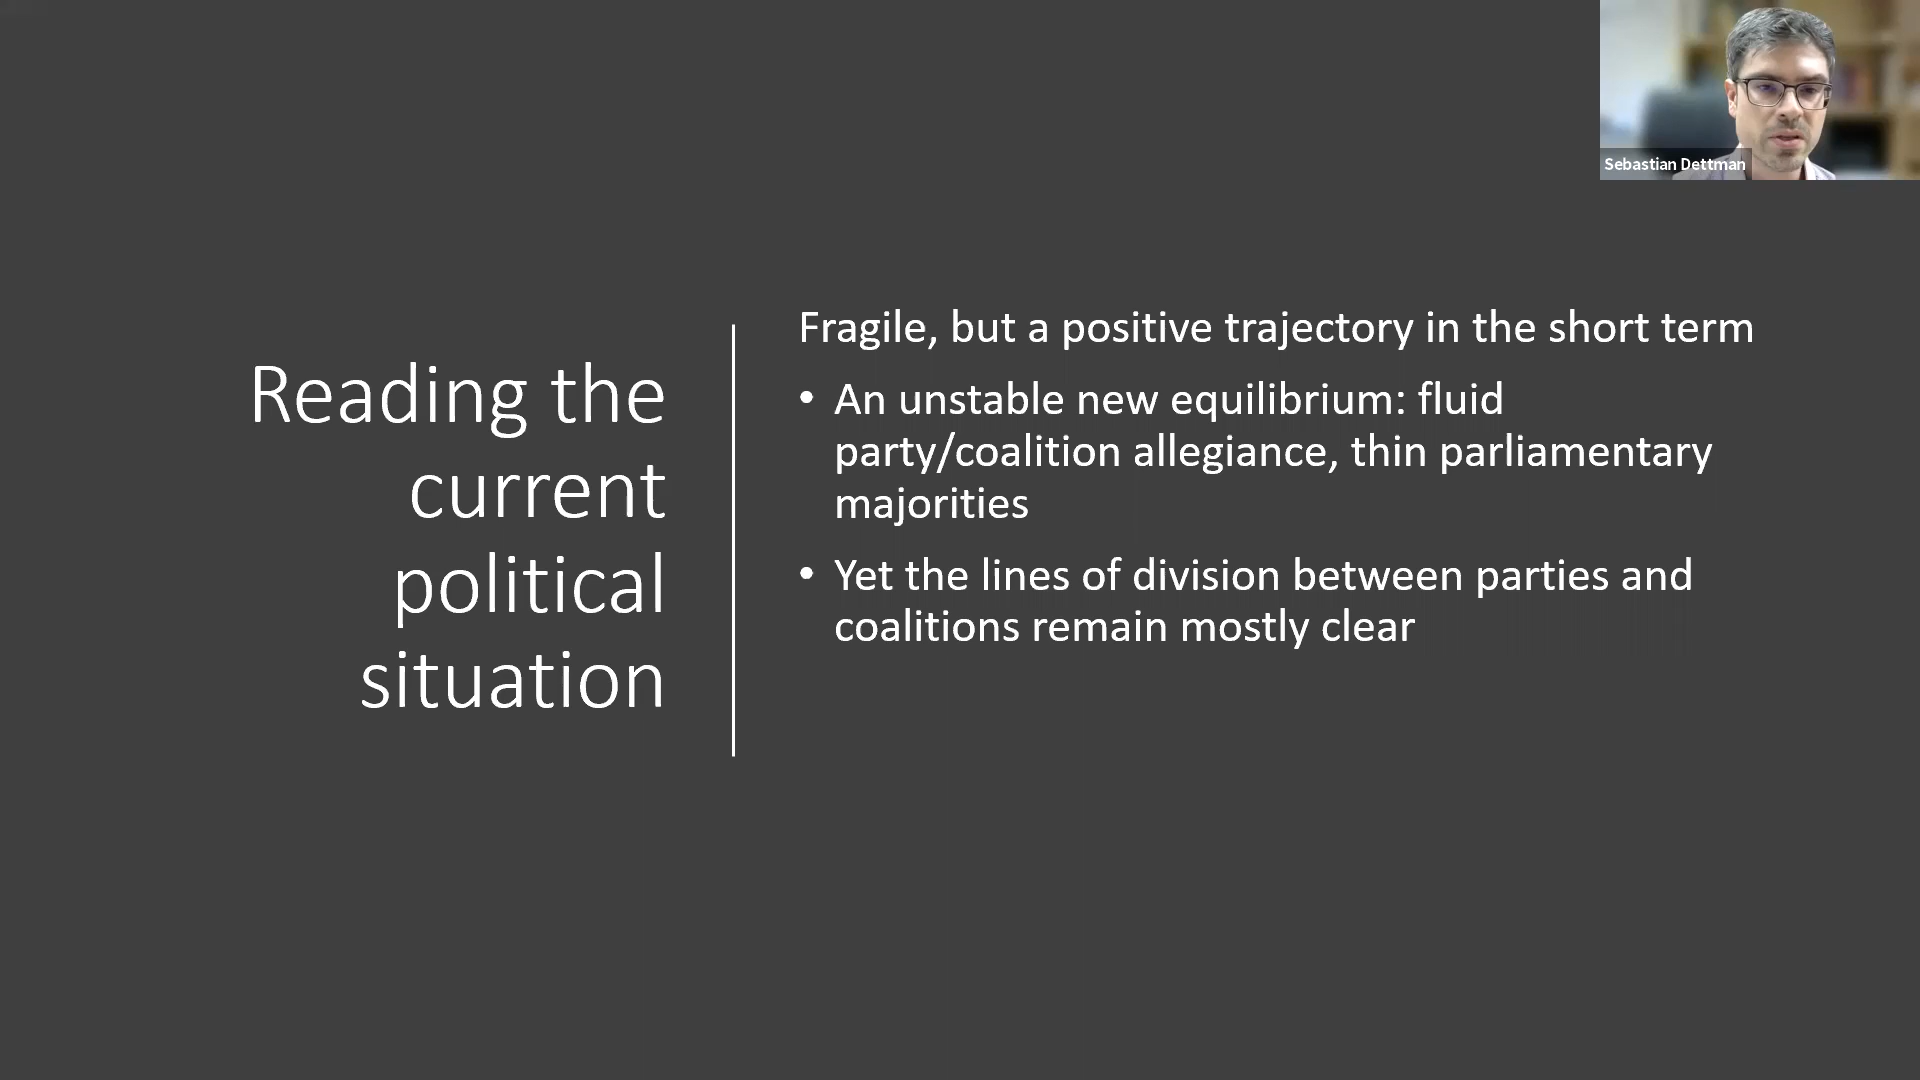 Sebastian Dettman
Reading the
current
political
situation
Fragile, but a positive trajectory in the short term
• An unstable new equilibrium: fluid
party/coalition allegiance, thin parliamentary
majorities
• Yet the lines of division between parties and
coalitions remain mostly clear